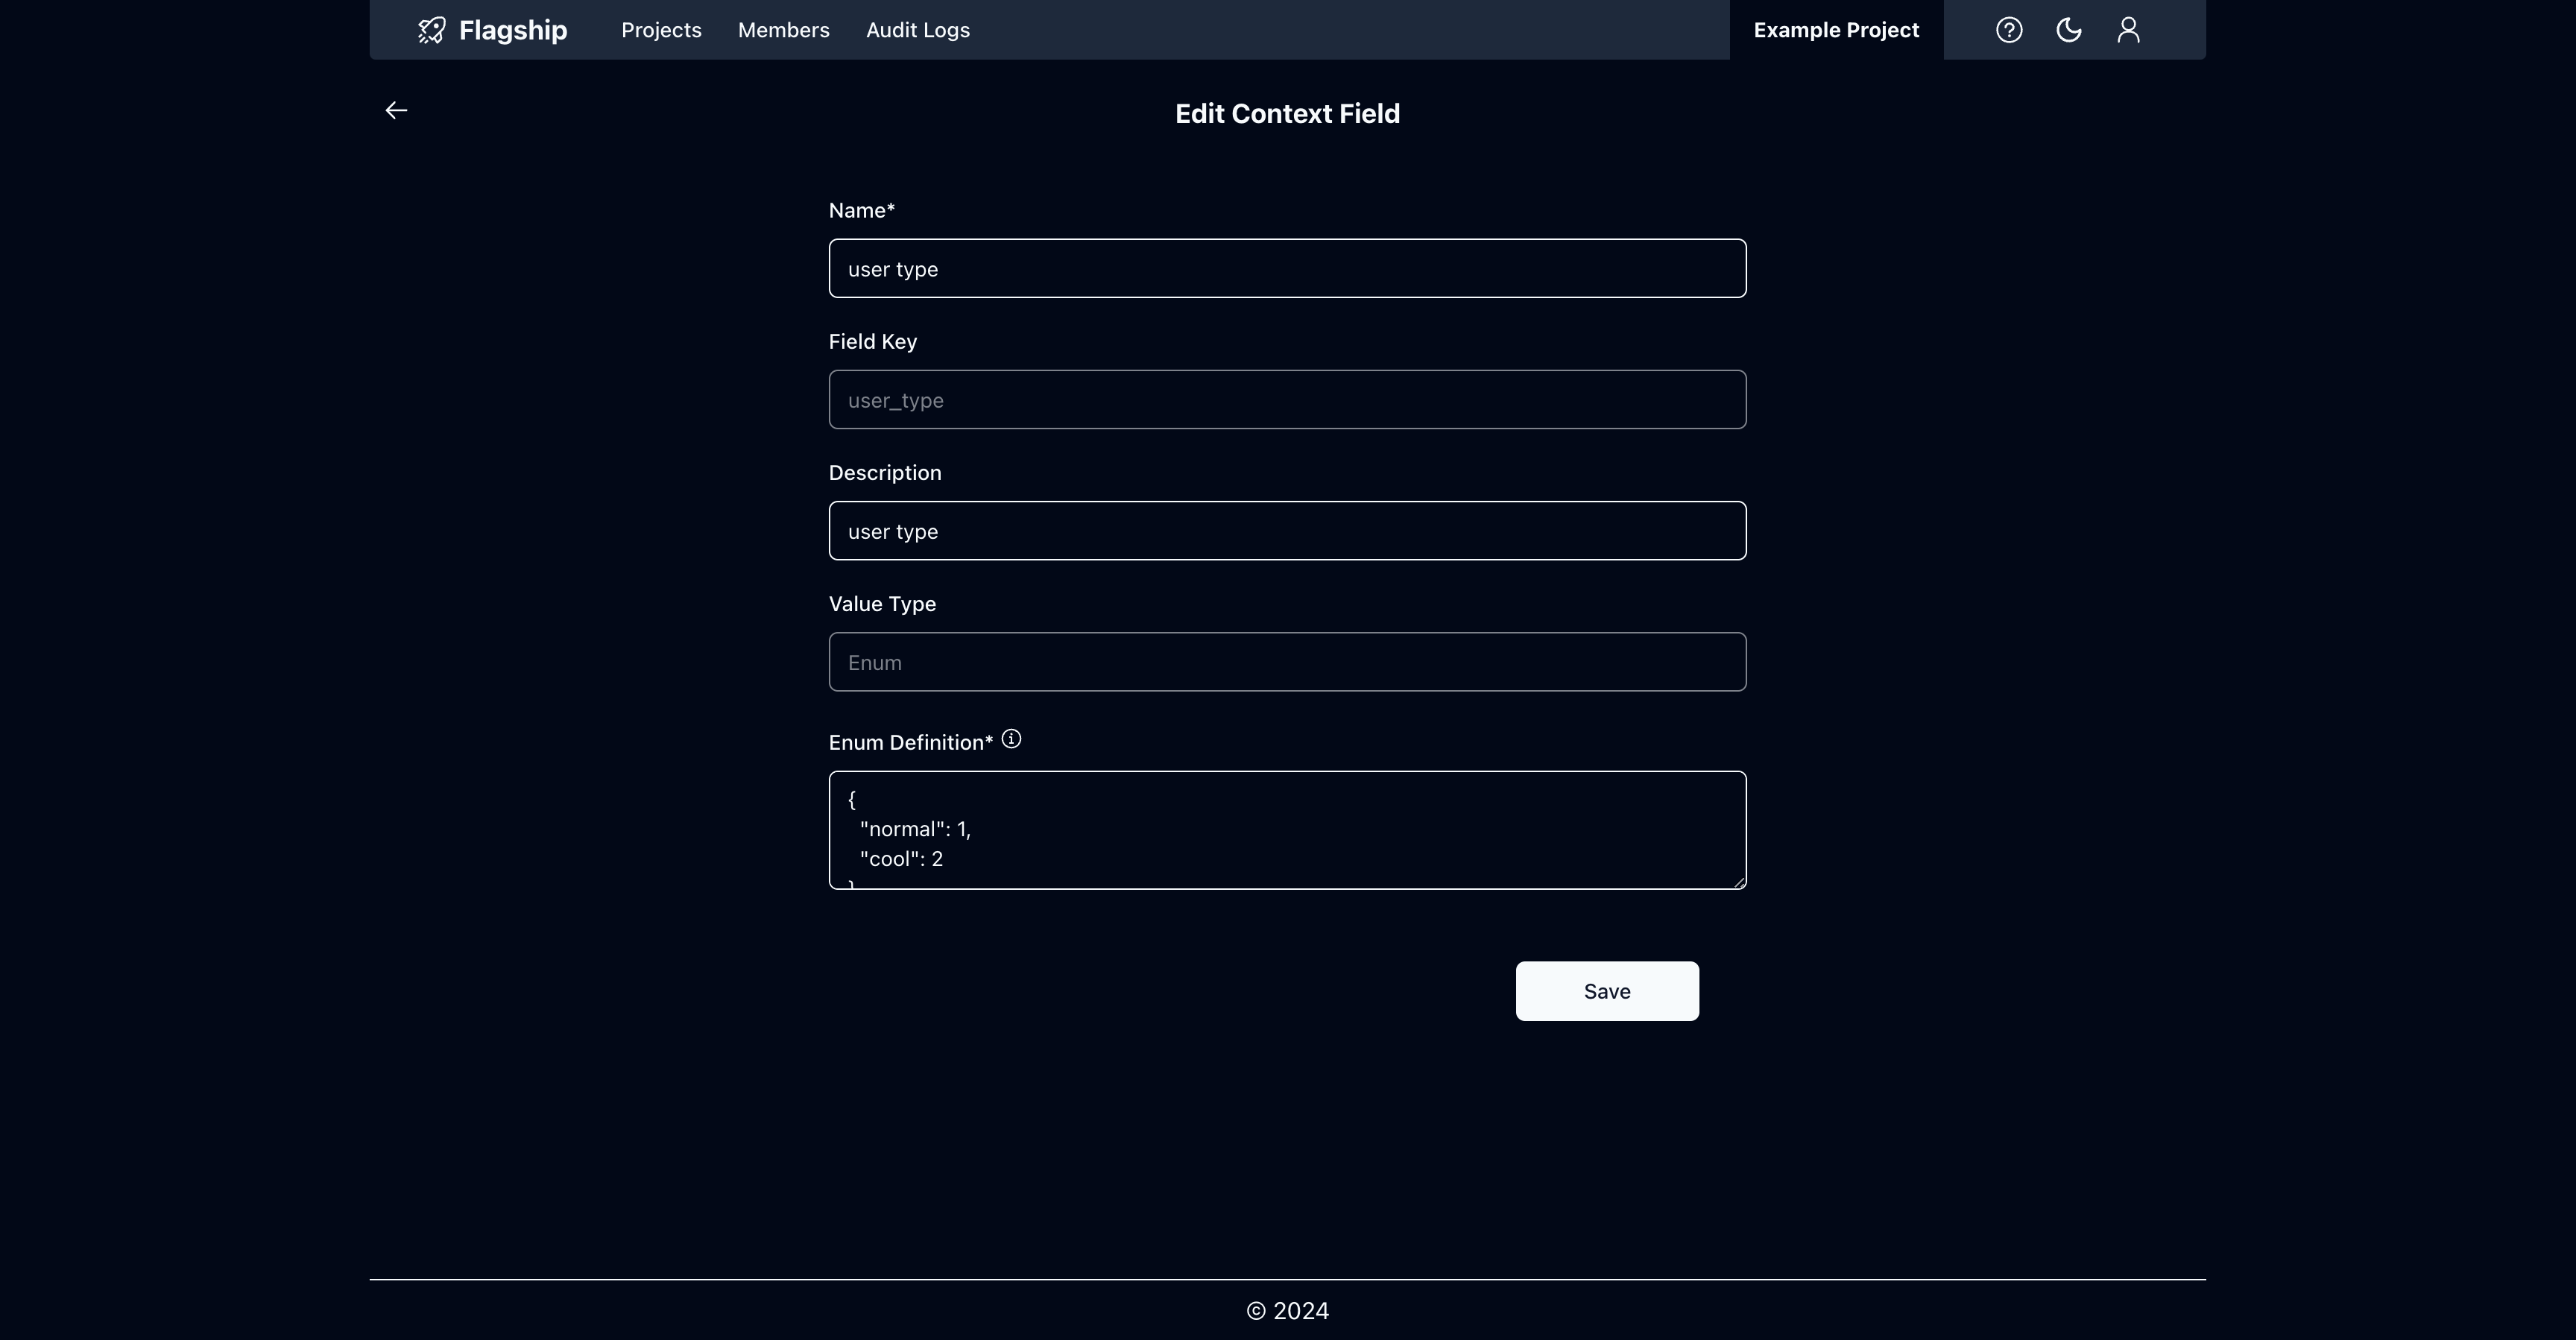 Flagship Projects Members Audit Logs Example Project
Edit Context Field
Name*
user type
Field Key
user_type
Description
user type
Value Type
Enum
Enum Definition*
{
"normal": 1,
"cool": 2
}
Save
© 2024